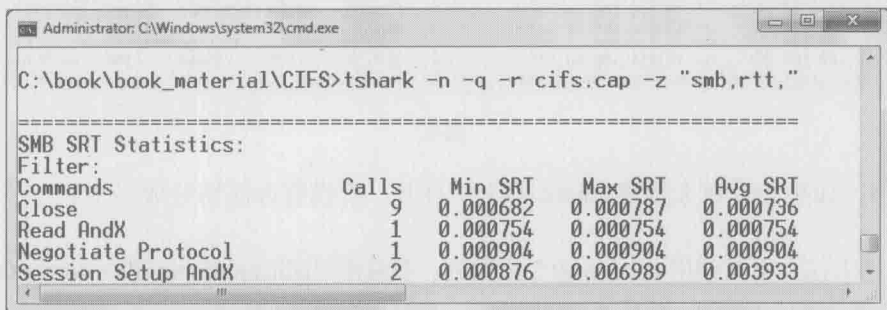 Administrator: C:\Windows\system32\cmd.exe
C:\book\book_material\CIFS>tshark -n -q -r cifs.cap -z "smb,rtt,"
===================================================================
SMB SRT Statistics:
Filter:
Commands Calls Min SRT Max SRT Avg SRT
Close 9 0.000682 0.000787 0.000736
Read AndX 1 0.000754 0.000754 0.000754
Negotiate Protocol 1 0.000904 0.000904 0.000904
Session Setup AndX 2 0.000876 0.006989 0.003933